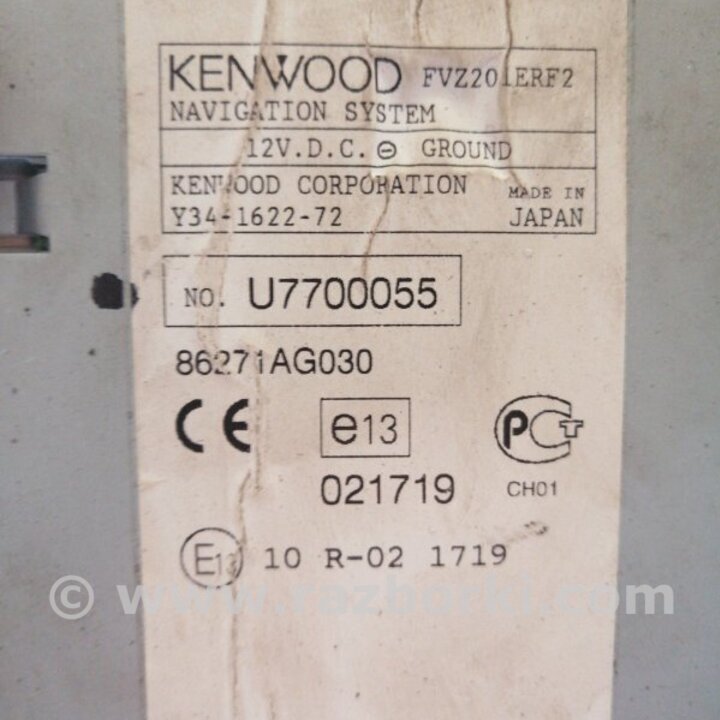 KENWOOD FVZ201ERF2
NAVIGATION SYSTEM
12V.D.C. ⊖ GROUND
KENWOOD CORPORATION MADE IN
Y34-1622-72 JAPAN
NO. U7700055
86271AG030
CE e13 PCT
021719 CH01
E13 10 R-02 1719
© www.razborki.com